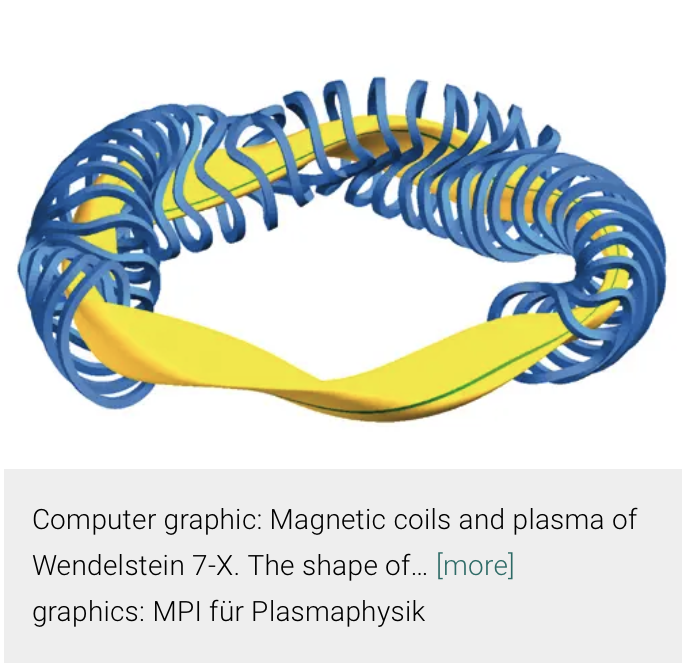 Computer graphic: Magnetic coils and plasma of
Wendelstein 7-X. The shape of... [more]
graphics: MPI für Plasmaphysik